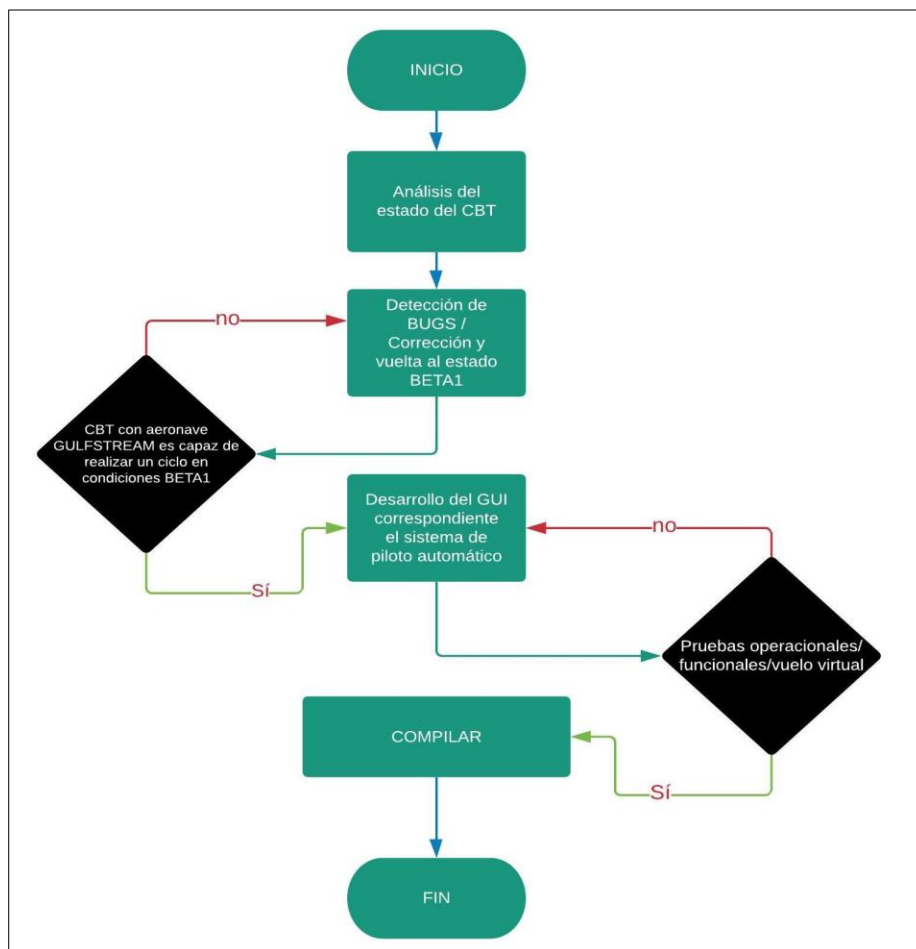 INICIO
Análisis del
estado del CBT
Detección de
BUGS /
Corrección y
vuelta al estado
BETA1
no
CBT con aeronave
GULFSTREAM es capaz de
realizar un ciclo en
condiciones BETA1
Sí
Desarrollo del GUI
correspondiente
el sistema de
piloto automático
no
Pruebas operacionales/
funcionales/vuelo virtual
Sí
COMPILAR
FIN